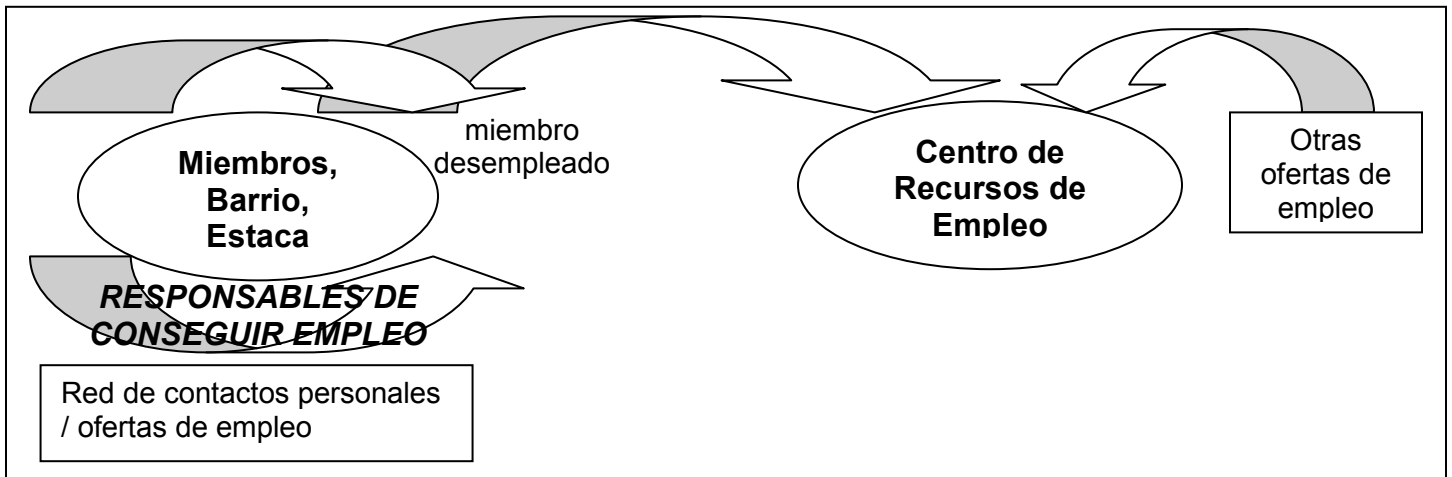 miembro
desempleado
Miembros,
Barrio,
Estaca
Centro de
Recursos de
Empleo
Otras
ofertas de
empleo
RESPONSABLES DE
CONSEGUIR EMPLEO
Red de contactos personales
/ ofertas de empleo